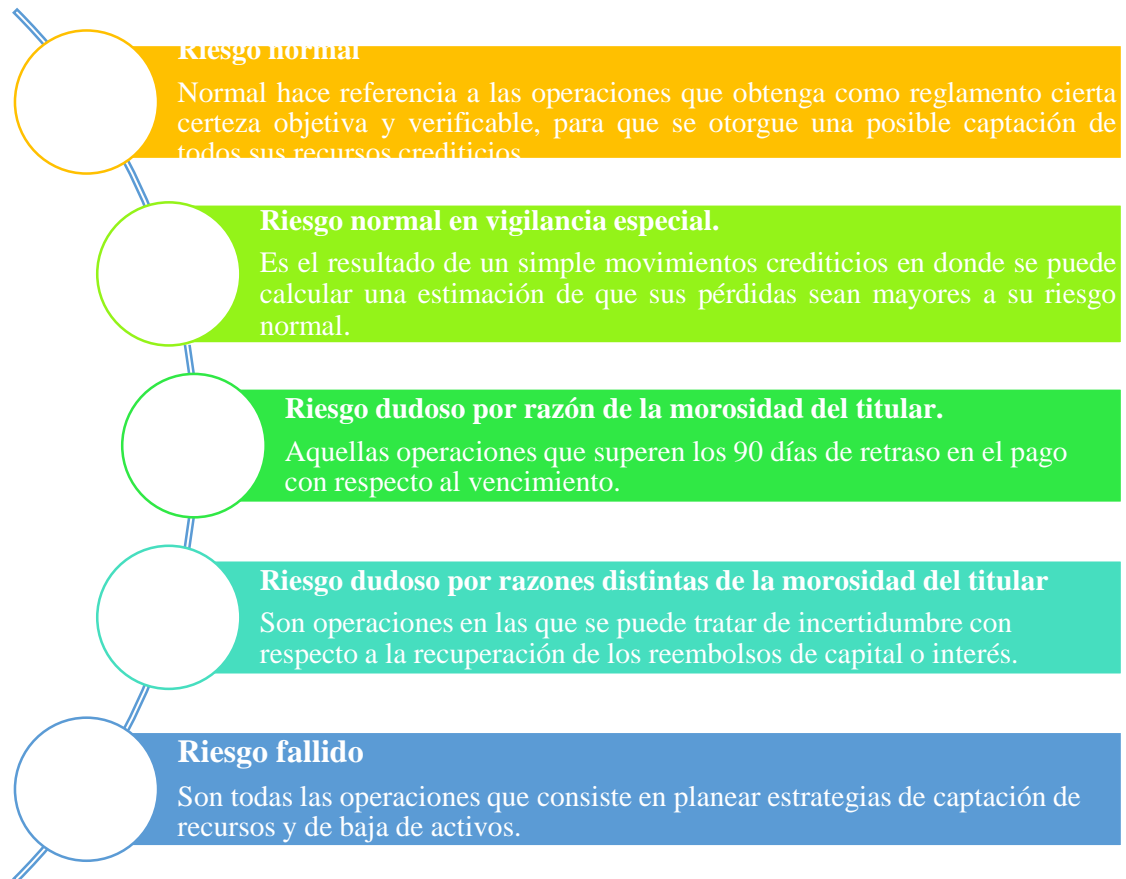 Riesgo normal
Normal hace referencia a las operaciones que obtenga como reglamento cierta
certeza objetiva y verificable, para que se otorgue una posible captación de
todos sus recursos crediticios
Riesgo normal en vigilancia especial.
Es el resultado de un simple movimientos crediticios en donde se puede
calcular una estimación de que sus pérdidas sean mayores a su riesgo
normal.
Riesgo dudoso por razón de la morosidad del titular.
Aquellas operaciones que superen los 90 días de retraso en el pago
con respecto al vencimiento.
Riesgo dudoso por razones distintas de la morosidad del titular
Son operaciones en las que se puede tratar de incertidumbre con
respecto a la recuperación de los reembolsos de capital o interés.
Riesgo fallido
Son todas las operaciones que consiste en planear estrategias de captación de
recursos y de baja de activos.